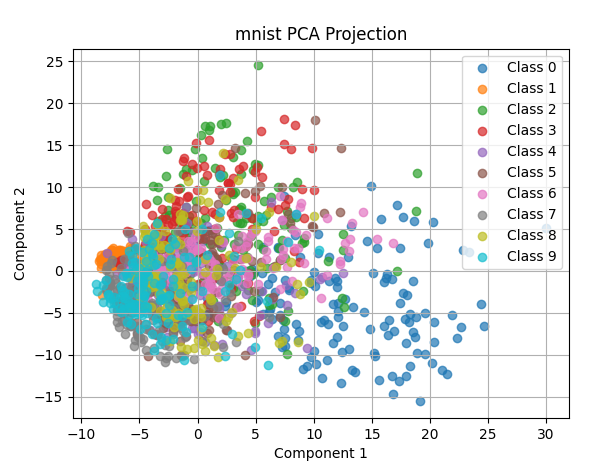 mnist PCA Projection
25
20
15
10
5
0
−5
−10
−15
Component 2
−10
−5
0
5
10
15
20
25
30
Component 1
Class 0
Class 1
Class 2
Class 3
Class 4
Class 5
Class 6
Class 7
Class 8
Class 9